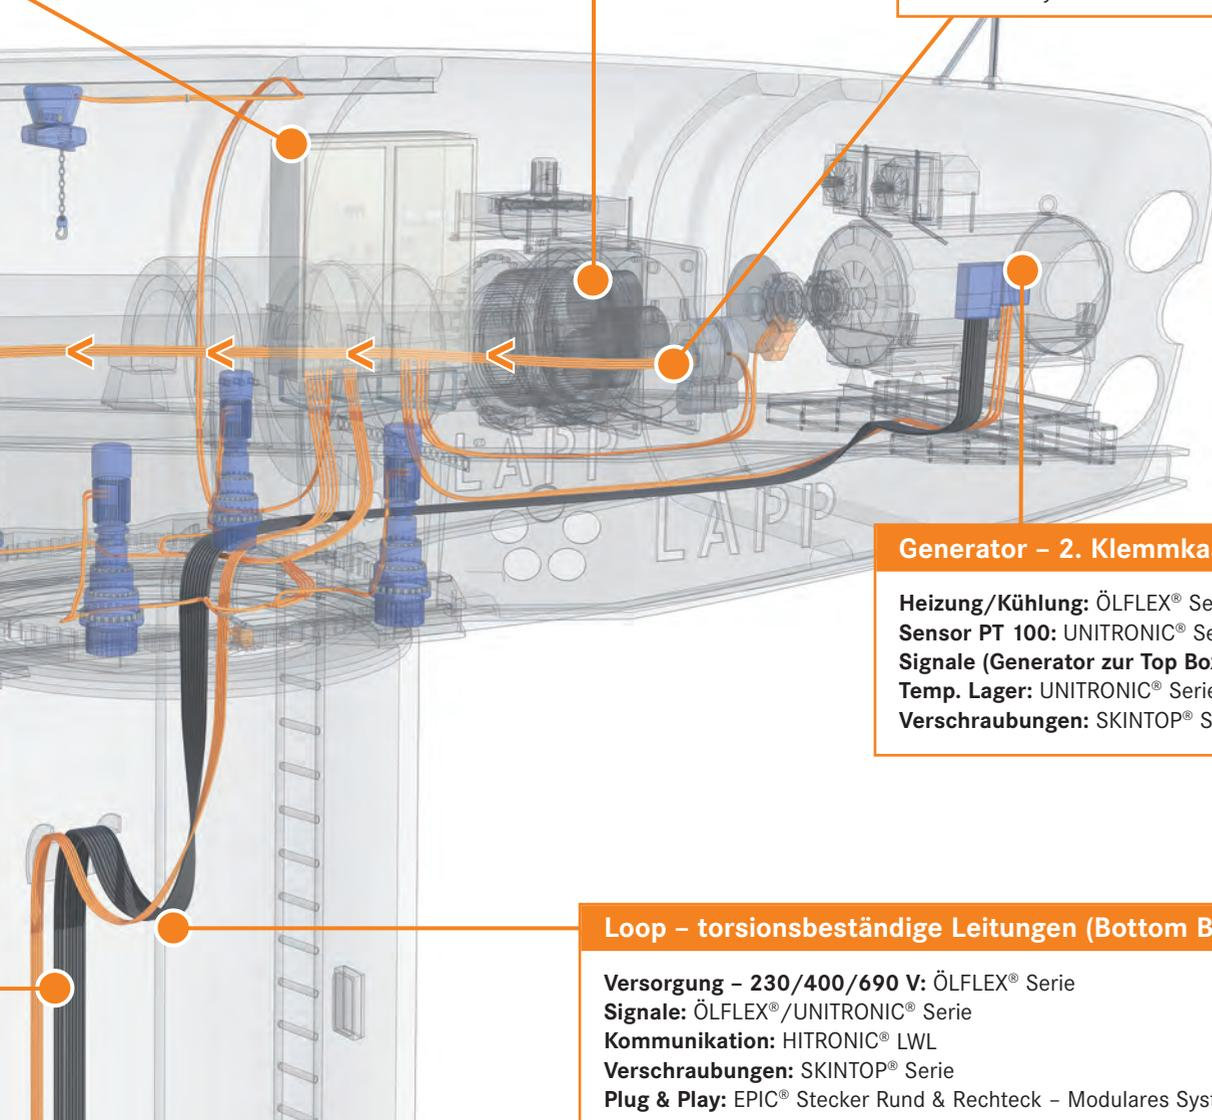 LAPP
LAPP
Generator – 2. Klemmka
Heizung/Kühlung: ÖLFLEX® Se
Sensor PT 100: UNITRONIC® Se
Signale (Generator zur Top Box
Temp. Lager: UNITRONIC® Serie
Verschraubungen: SKINTOP® S
Loop – torsionsbeständige Leitungen (Bottom B
Versorgung – 230/400/690 V: ÖLFLEX® Serie
Signale: ÖLFLEX®/UNITRONIC® Serie
Kommunikation: HITRONIC® LWL
Verschraubungen: SKINTOP® Serie
Plug & Play: EPIC® Stecker Rund & Rechteck – Modulares Syst